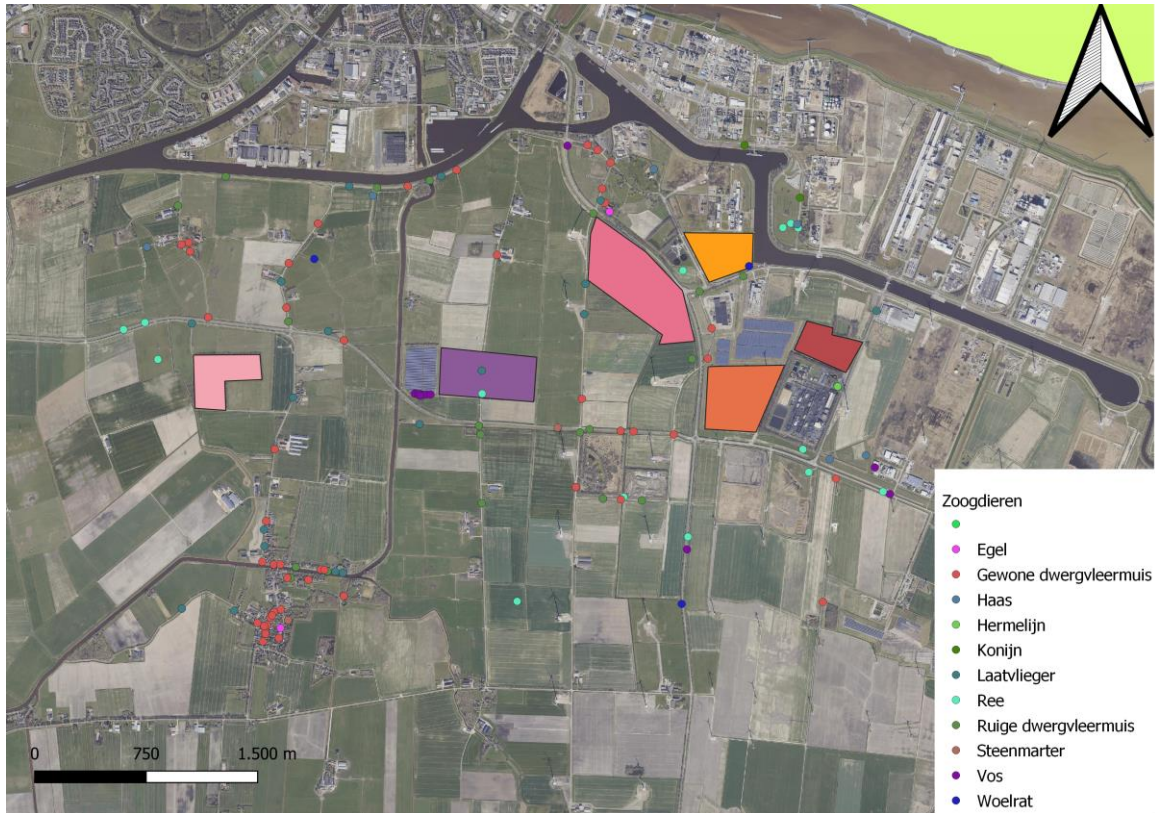 Zoogdieren
Egel
Gewone dwergvleermuis
Haas
Hermelijn
Konijn
Laatvlieger
Ree
Ruige dwergvleermuis
Steenmarter
Vos
Woelrat
0 750 1.500 m